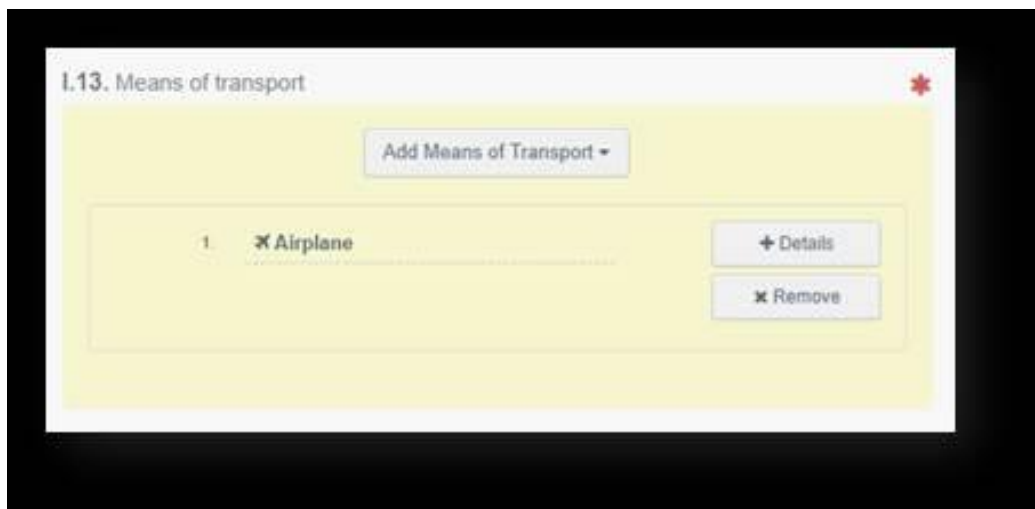 I.13. Means of transport
Add Means of Transport
1. Airplane
Details
Remove